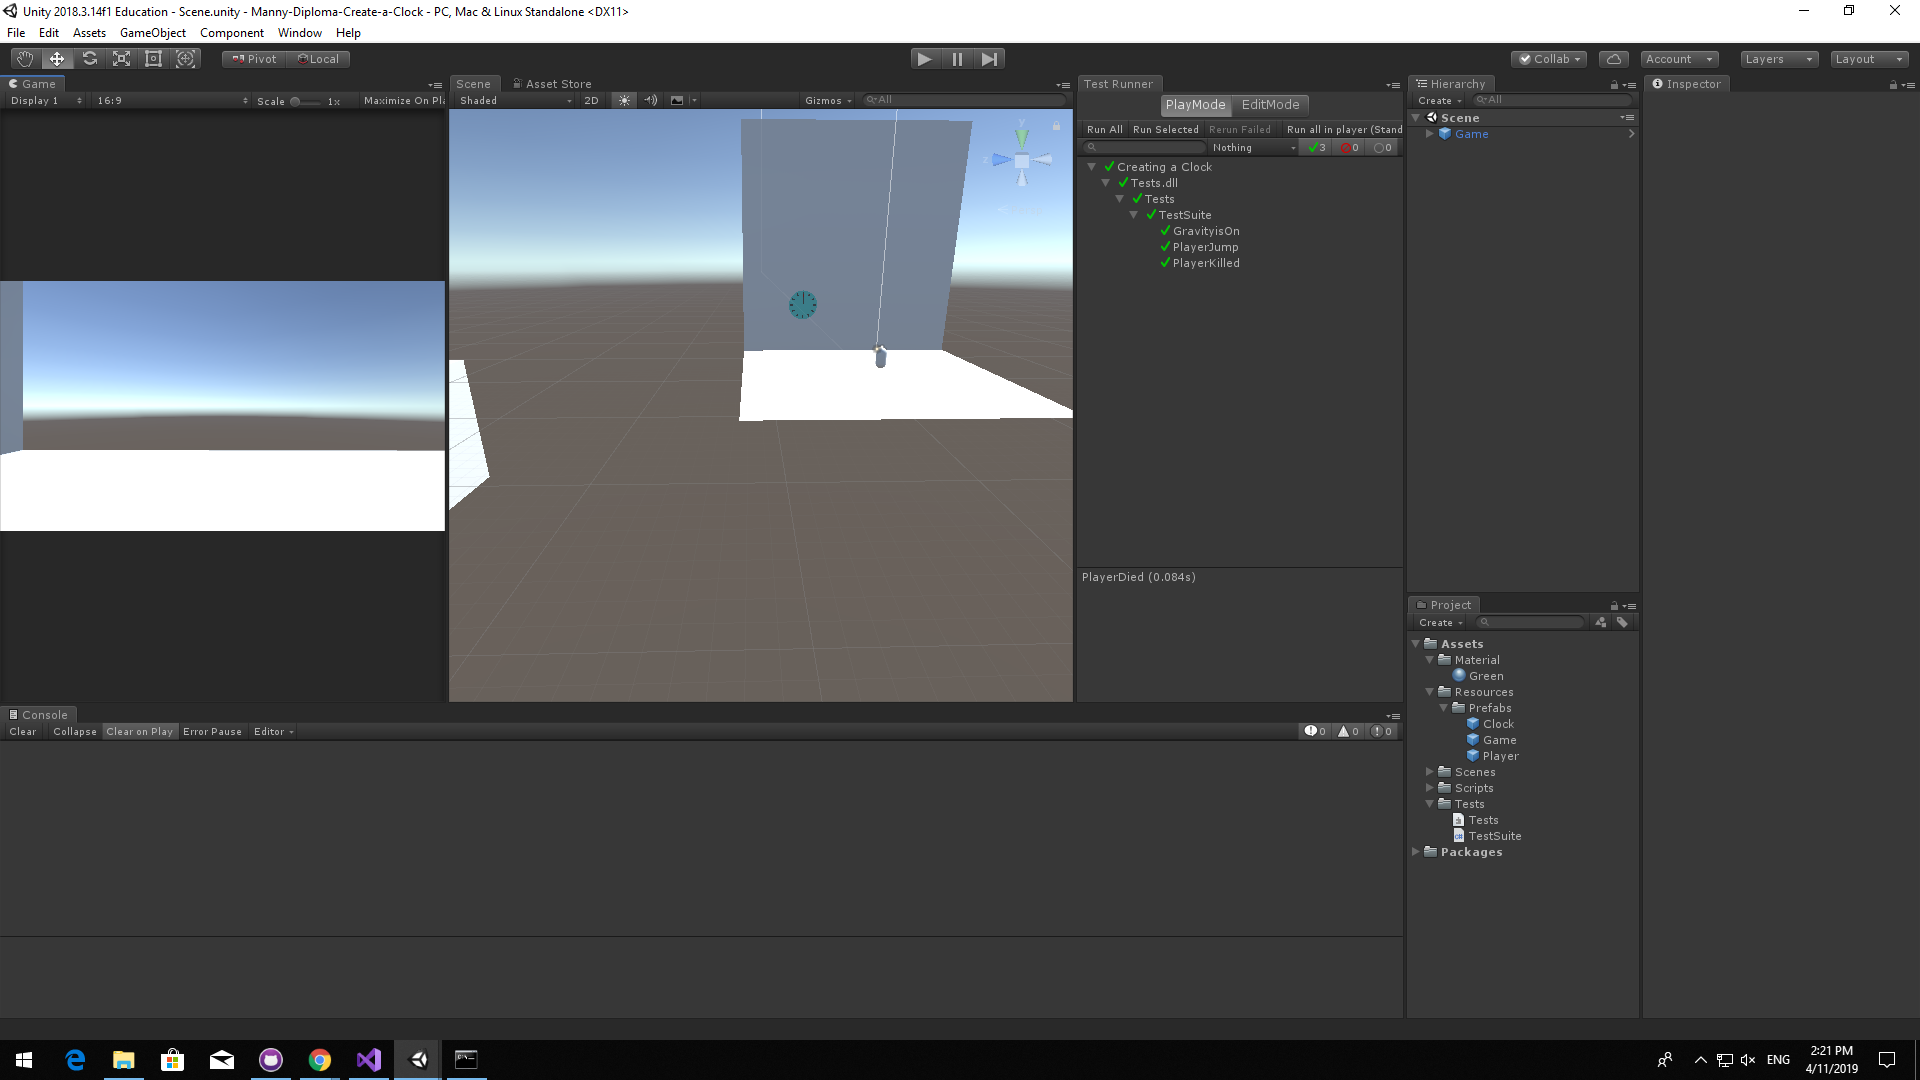 Unity 2018.3.14f1 Education - Scene.unity - Manny-Diploma-Create-a-Clock - PC, Mac & Linux Standalone <DX11>
File Edit Assets GameObject Component Window Help
Pivot Local Collab Account Layers Layout
Game
Display 1 16:9 Scale 1x Maximize On Pla
Scene Asset Store
Shaded 2D Gizmos All
y
z
Test Runner
PlayMode EditMode
Run All Run Selected Rerun Failed Run all in player (Stand
Nothing 3 0 0
Creating a Clock
Tests.dll
Tests
TestSuite
GravityisOn
PlayerJump
PlayerKilled
PlayerDied (0.084s)
Hierarchy
Create All
Scene
Game
Inspector
Project
Create
Assets
Material
Green
Resources
Prefabs
Clock
Game
Player
Scenes
Scripts
Tests
Tests
TestSuite
Packages
Console
Clear Collapse Clear on Play Error Pause Editor 0 0 0
ENG
2:21 PM
4/11/2019